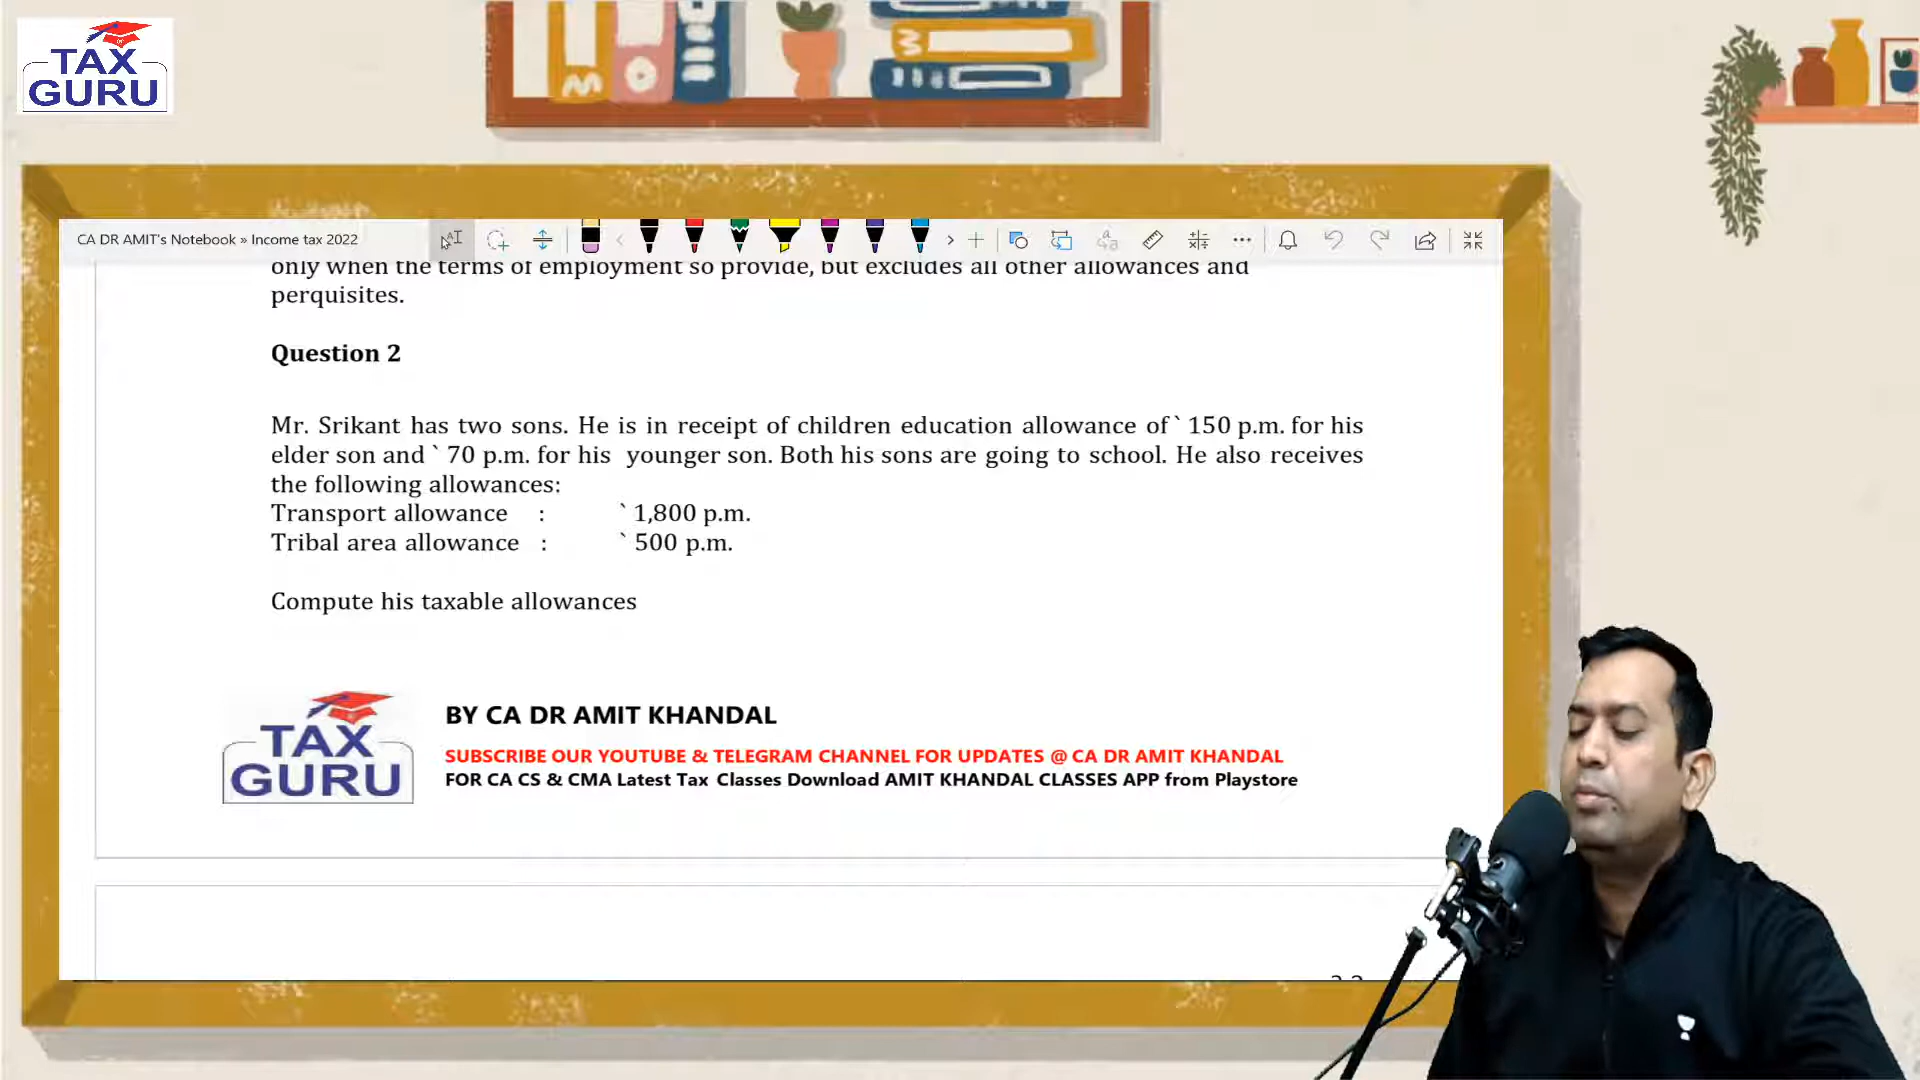 TAX
GURU
CA DR AMIT's Notebook » Income tax 2022
only when the terms of employment so provide, but excludes all other allowances and
perquisites.
Question 2
Mr. Srikant has two sons. He is in receipt of children education allowance of ` 150 p.m. for his
elder son and ` 70 p.m. for his younger son. Both his sons are going to school. He also receives
the following allowances:
Transport allowance : ` 1,800 p.m.
Tribal area allowance : ` 500 p.m.
Compute his taxable allowances
TAX
GURU
BY CA DR AMIT KHANDAL
SUBSCRIBE OUR YOUTUBE & TELEGRAM CHANNEL FOR UPDATES @ CA DR AMIT KHANDAL
FOR CA CS & CMA Latest Tax Classes Download AMIT KHANDAL CLASSES APP from Playstore